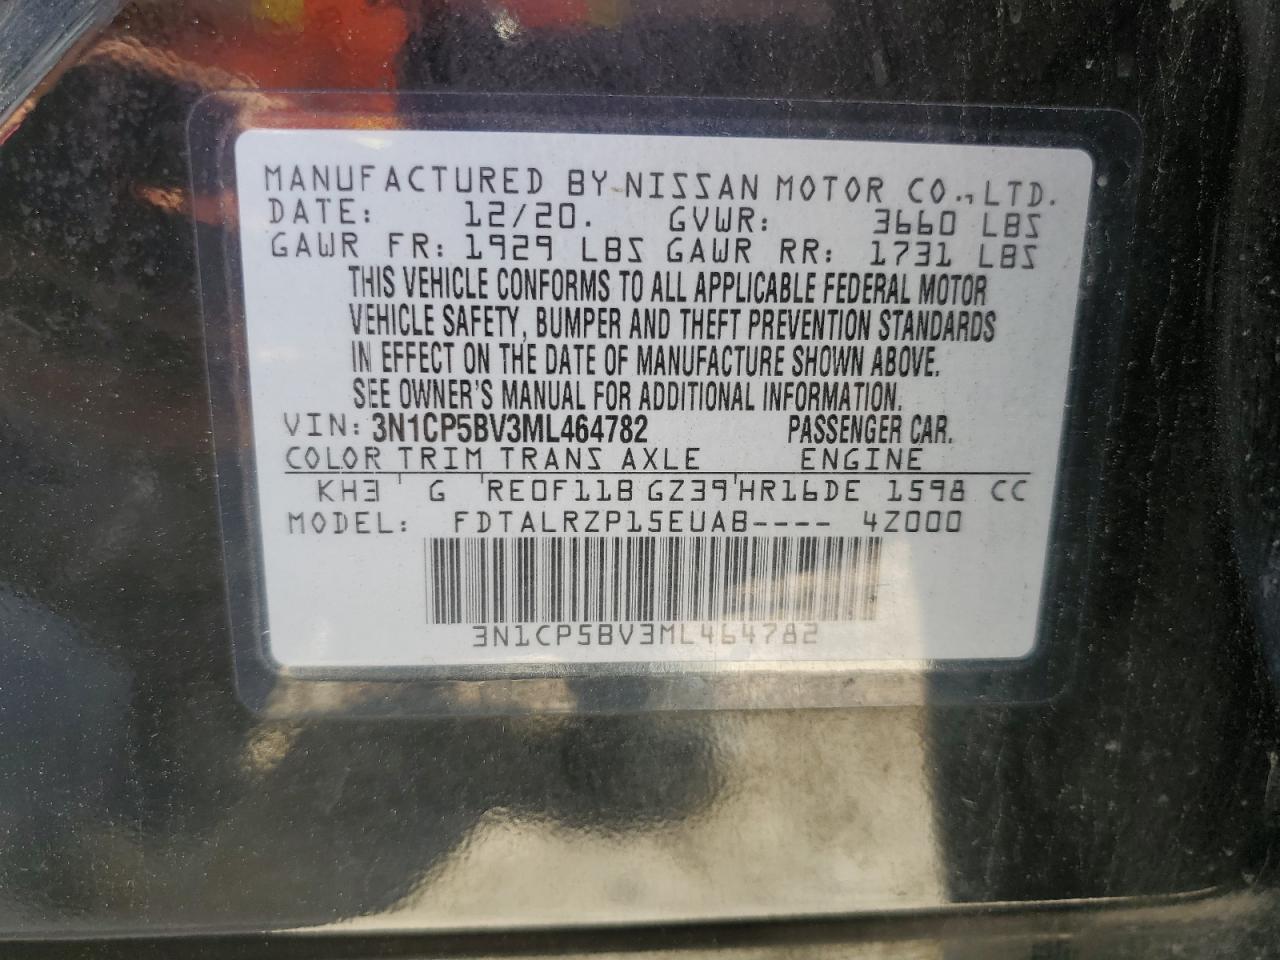 MANUFACTURED BY NISSAN MOTOR CO., LTD.
DATE: 12/20. GVWR: 3660 LBS
GAWR FR: 1929 LBS GAWR RR: 1731 LBS
THIS VEHICLE CONFORMS TO ALL APPLICABLE FEDERAL MOTOR
VEHICLE SAFETY, BUMPER AND THEFT PREVENTION STANDARDS
IN EFFECT ON THE DATE OF MANUFACTURE SHOWN ABOVE.
SEE OWNER'S MANUAL FOR ADDITIONAL INFORMATION.
VIN: 3N1CP5BV3ML464782 PASSENGER CAR.
COLOR TRIM TRANS AXLE ENGINE
KH3 ' G 'RE0F11B GZ39'HR16DE 1598 CC
MODEL: FDTALRZP15EUAB---- 4Z000
3N1CP5BV3ML464782